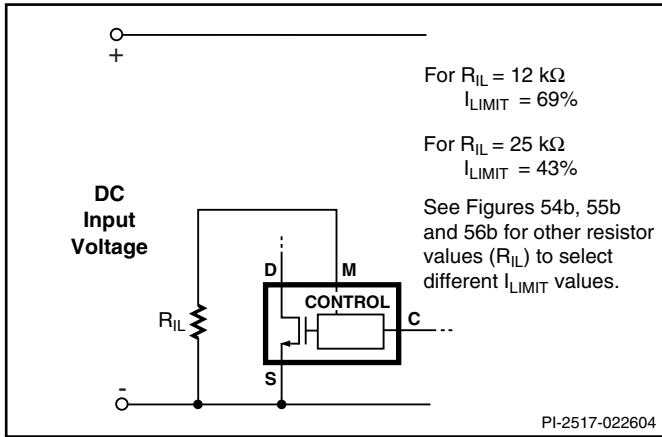 +
For R_IL = 12 kΩ
I_LIMIT = 69%
For R_IL = 25 kΩ
I_LIMIT = 43%
See Figures 54b, 55b
and 56b for other resistor
values (R_IL) to select
different I_LIMIT values.
DC
Input
Voltage
D
M
CONTROL
C
R_IL
S
-
PI-2517-022604